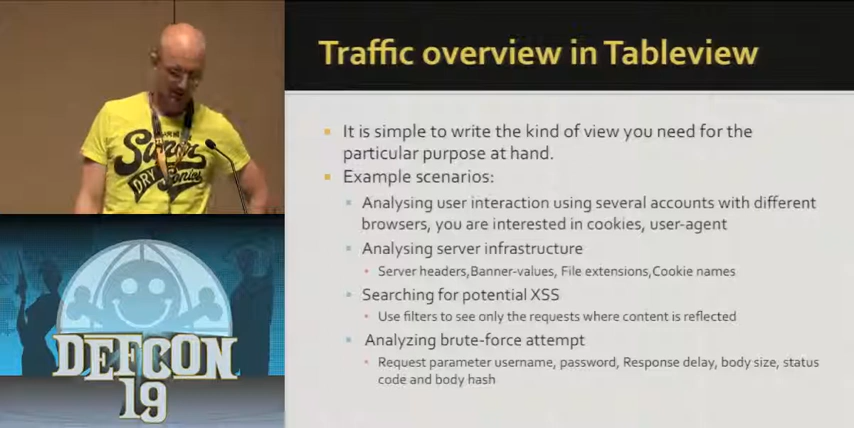 Traffic overview in Tableview
It is simple to write the kind of view you need for the
particular purpose at hand.
Example scenarios:
Analysing user interaction using several accounts with different
browsers, you are interested in cookies, user-agent
Analysing server infrastructure
Server headers,Banner-values, File extensions,Cookie names
Searching for potential XSS
Use filters to see only the requests where content is reflected
Analyzing brute-force attempt
Request parameter username, password, Response delay, body size, status
code and body hash
DRY
DEFCON
19